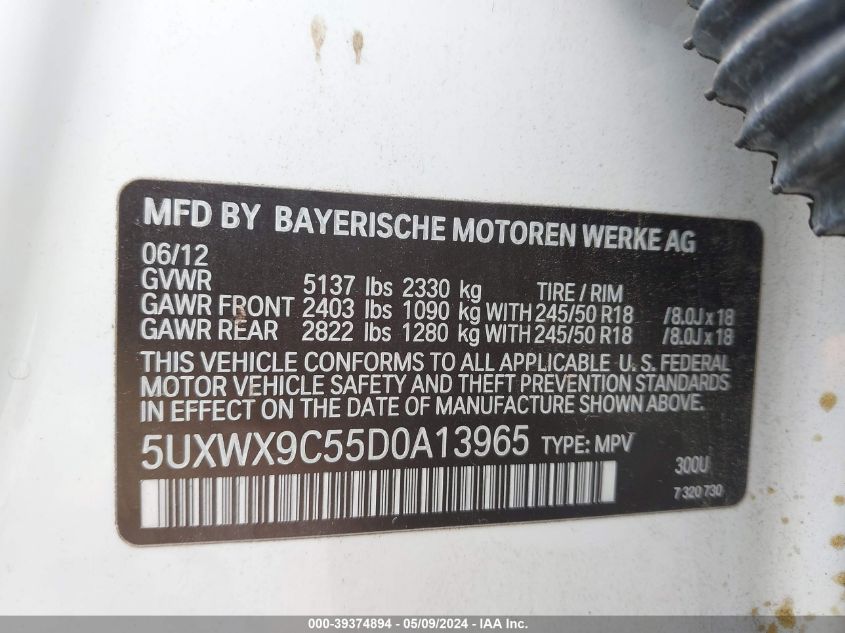 MFD BY BAYERISCHE MOTOREN WERKE AG
06/12
GVWR 5137 lbs 2330 kg TIRE / RIM
GAWR FRONT 2403 lbs 1090 kg WITH 245/50 R18 /8.0J x 18
GAWR REAR 2822 lbs 1280 kg WITH 245/50 R18 /8.0J x 18
THIS VEHICLE CONFORMS TO ALL APPLICABLE U. S. FEDERAL
MOTOR VEHICLE SAFETY AND THEFT PREVENTION STANDARDS
IN EFFECT ON THE DATE OF MANUFACTURE SHOWN ABOVE.
5UXWX9C55D0A13965 TYPE: MPV 300U
7 320 730
000-39374894 - 05/09/2024 - IAA Inc.